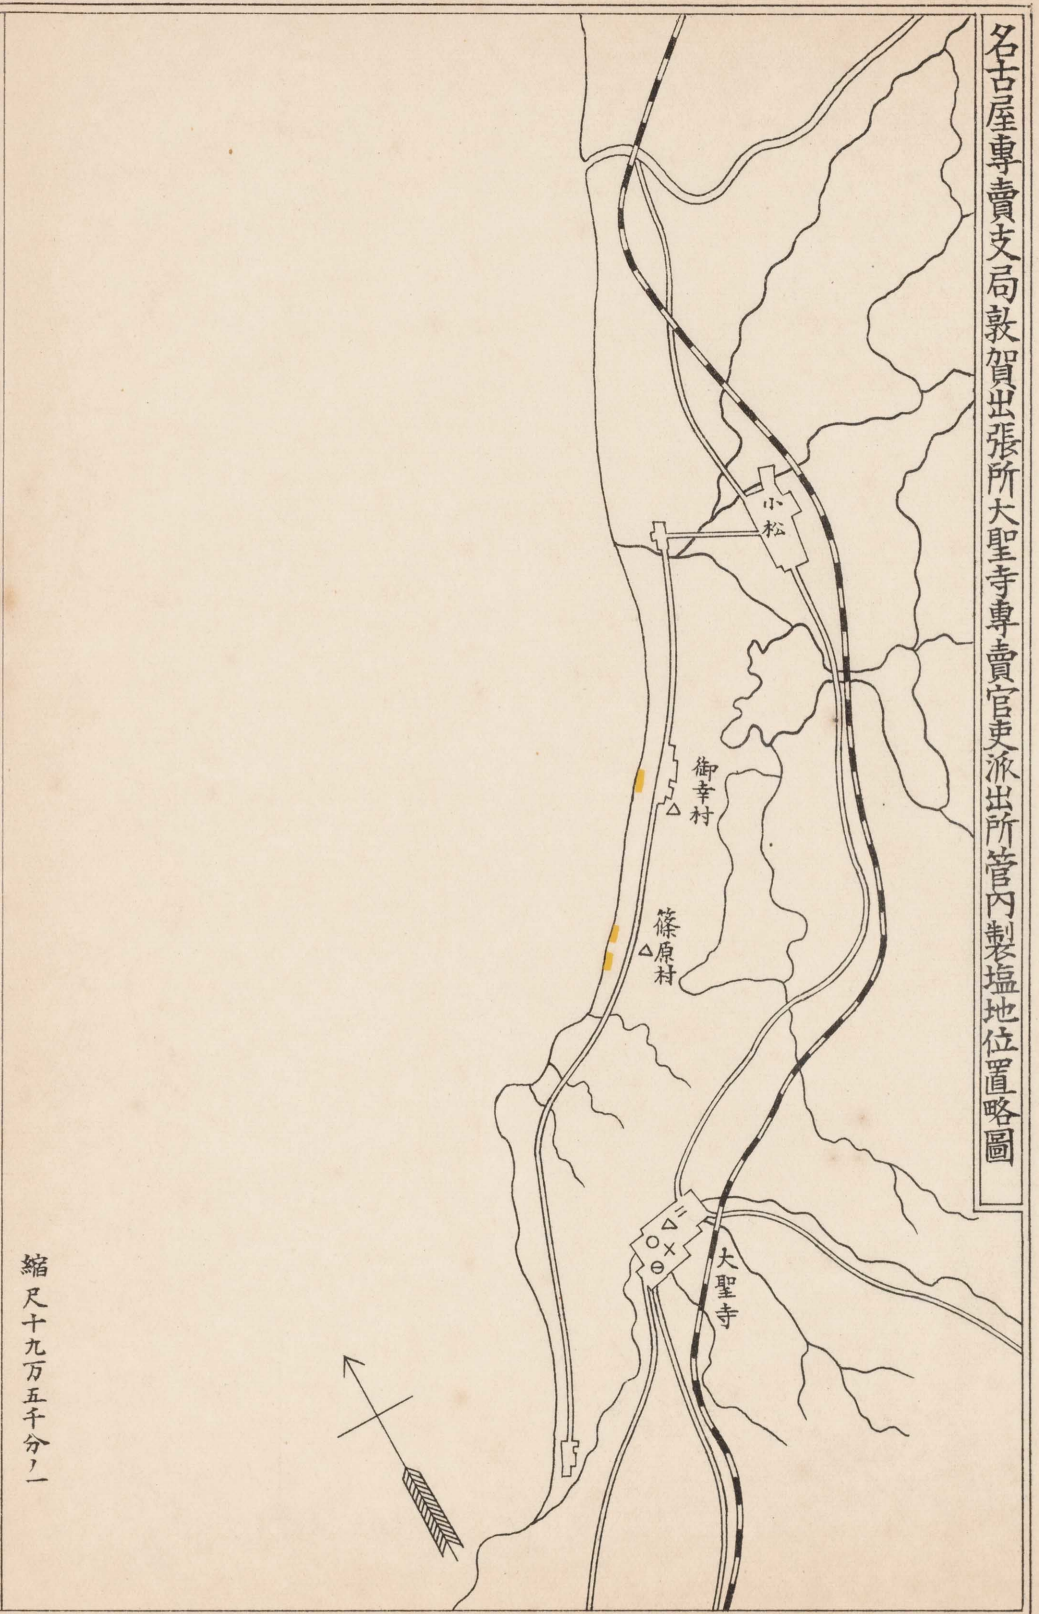 名古屋專賣支局敦賀出張所大聖寺專賣官吏派出所管内製塩地位置略圖
小松
御幸村
篠原村
大聖寺
縮尺十九万五千分ノ一